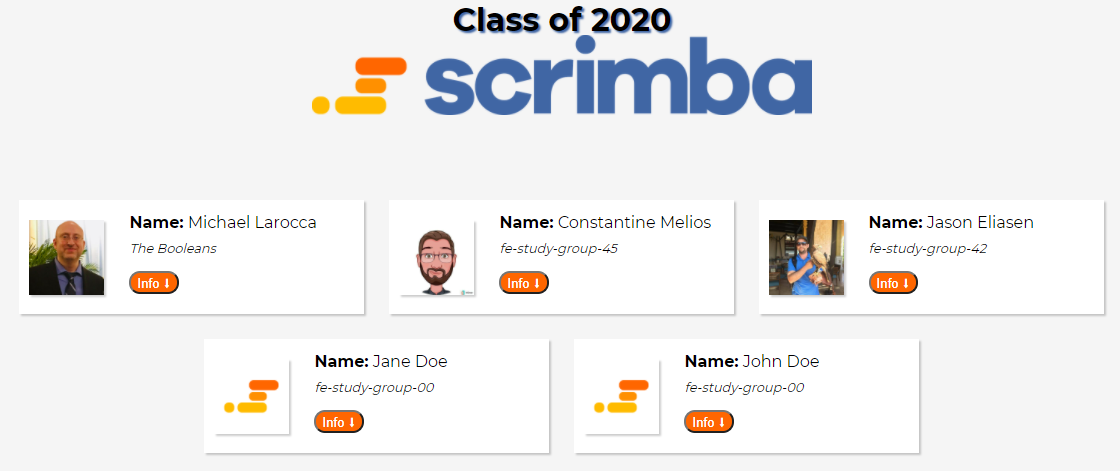 Class of 2020
scrimba
Name: Michael Larocca
The Booleans
Info ⬇
Name: Constantine Melios
fe-study-group-45
Info ⬇
Name: Jason Eliasen
fe-study-group-42
Info ⬇
Name: Jane Doe
fe-study-group-00
Info ⬇
Name: John Doe
fe-study-group-00
Info ⬇